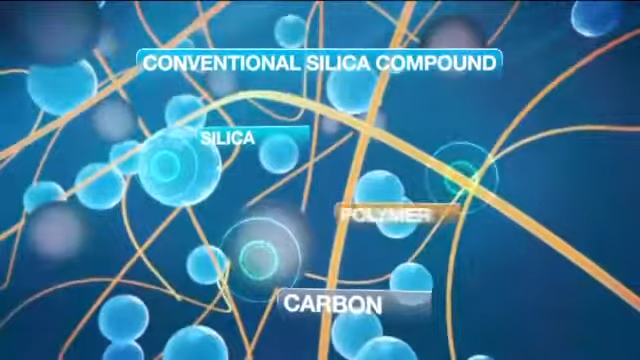 CONVENTIONAL SILICA COMPOUND
SILICA
POLYMER
CARBON